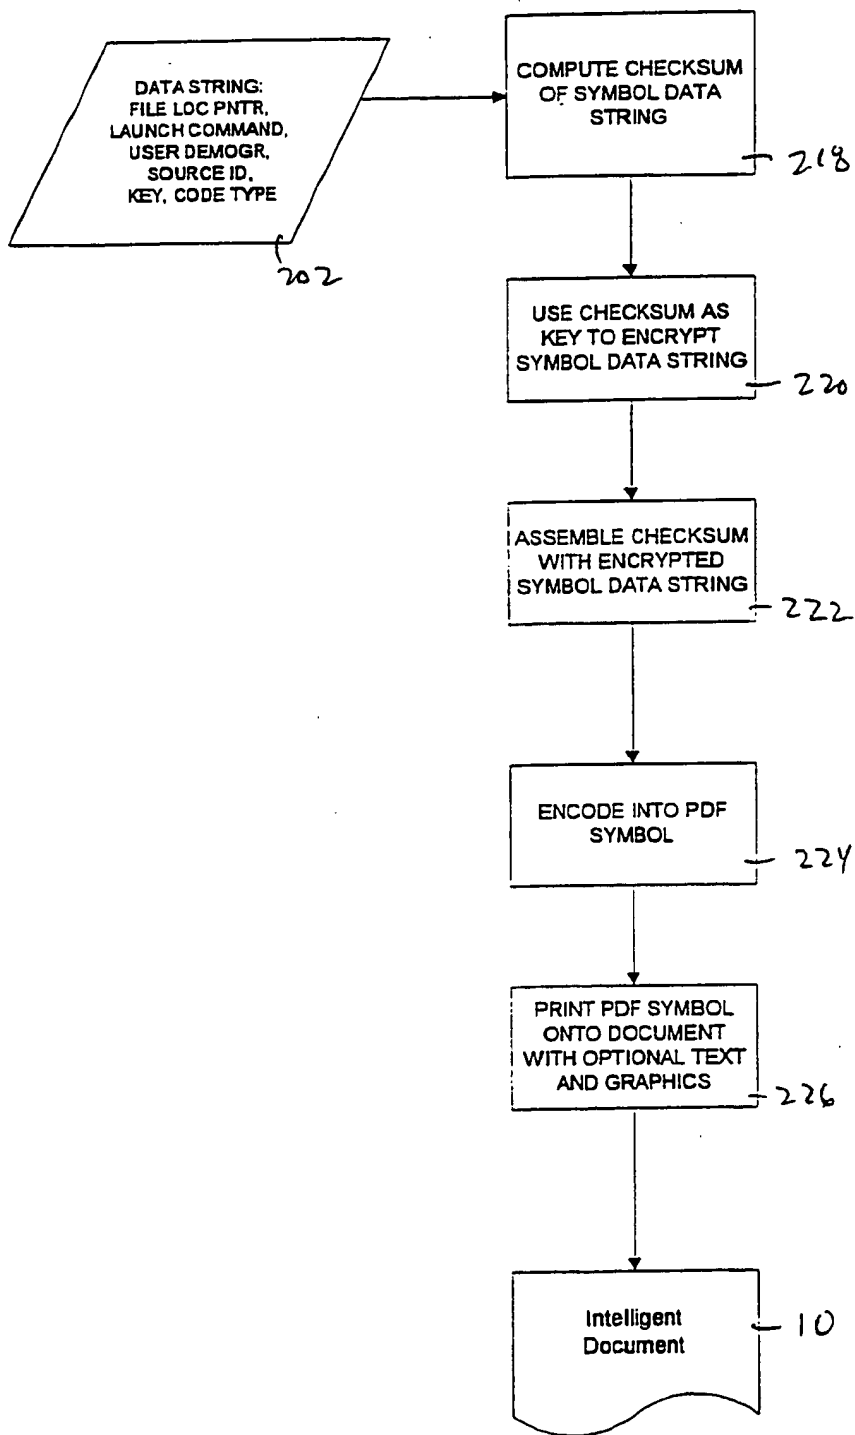 DATA STRING:
FILE LOC PNTR,
LAUNCH COMMAND,
USER DEMOGR,
SOURCE ID,
KEY, CODE TYPE
202
COMPUTE CHECKSUM
OF SYMBOL DATA
STRING
218
USE CHECKSUM AS
KEY TO ENCRYPT
SYMBOL DATA STRING
220
ASSEMBLE CHECKSUM
WITH ENCRYPTED
SYMBOL DATA STRING
222
ENCODE INTO PDF
SYMBOL
224
PRINT PDF SYMBOL
ONTO DOCUMENT
WITH OPTIONAL TEXT
AND GRAPHICS
226
Intelligent
Document
10